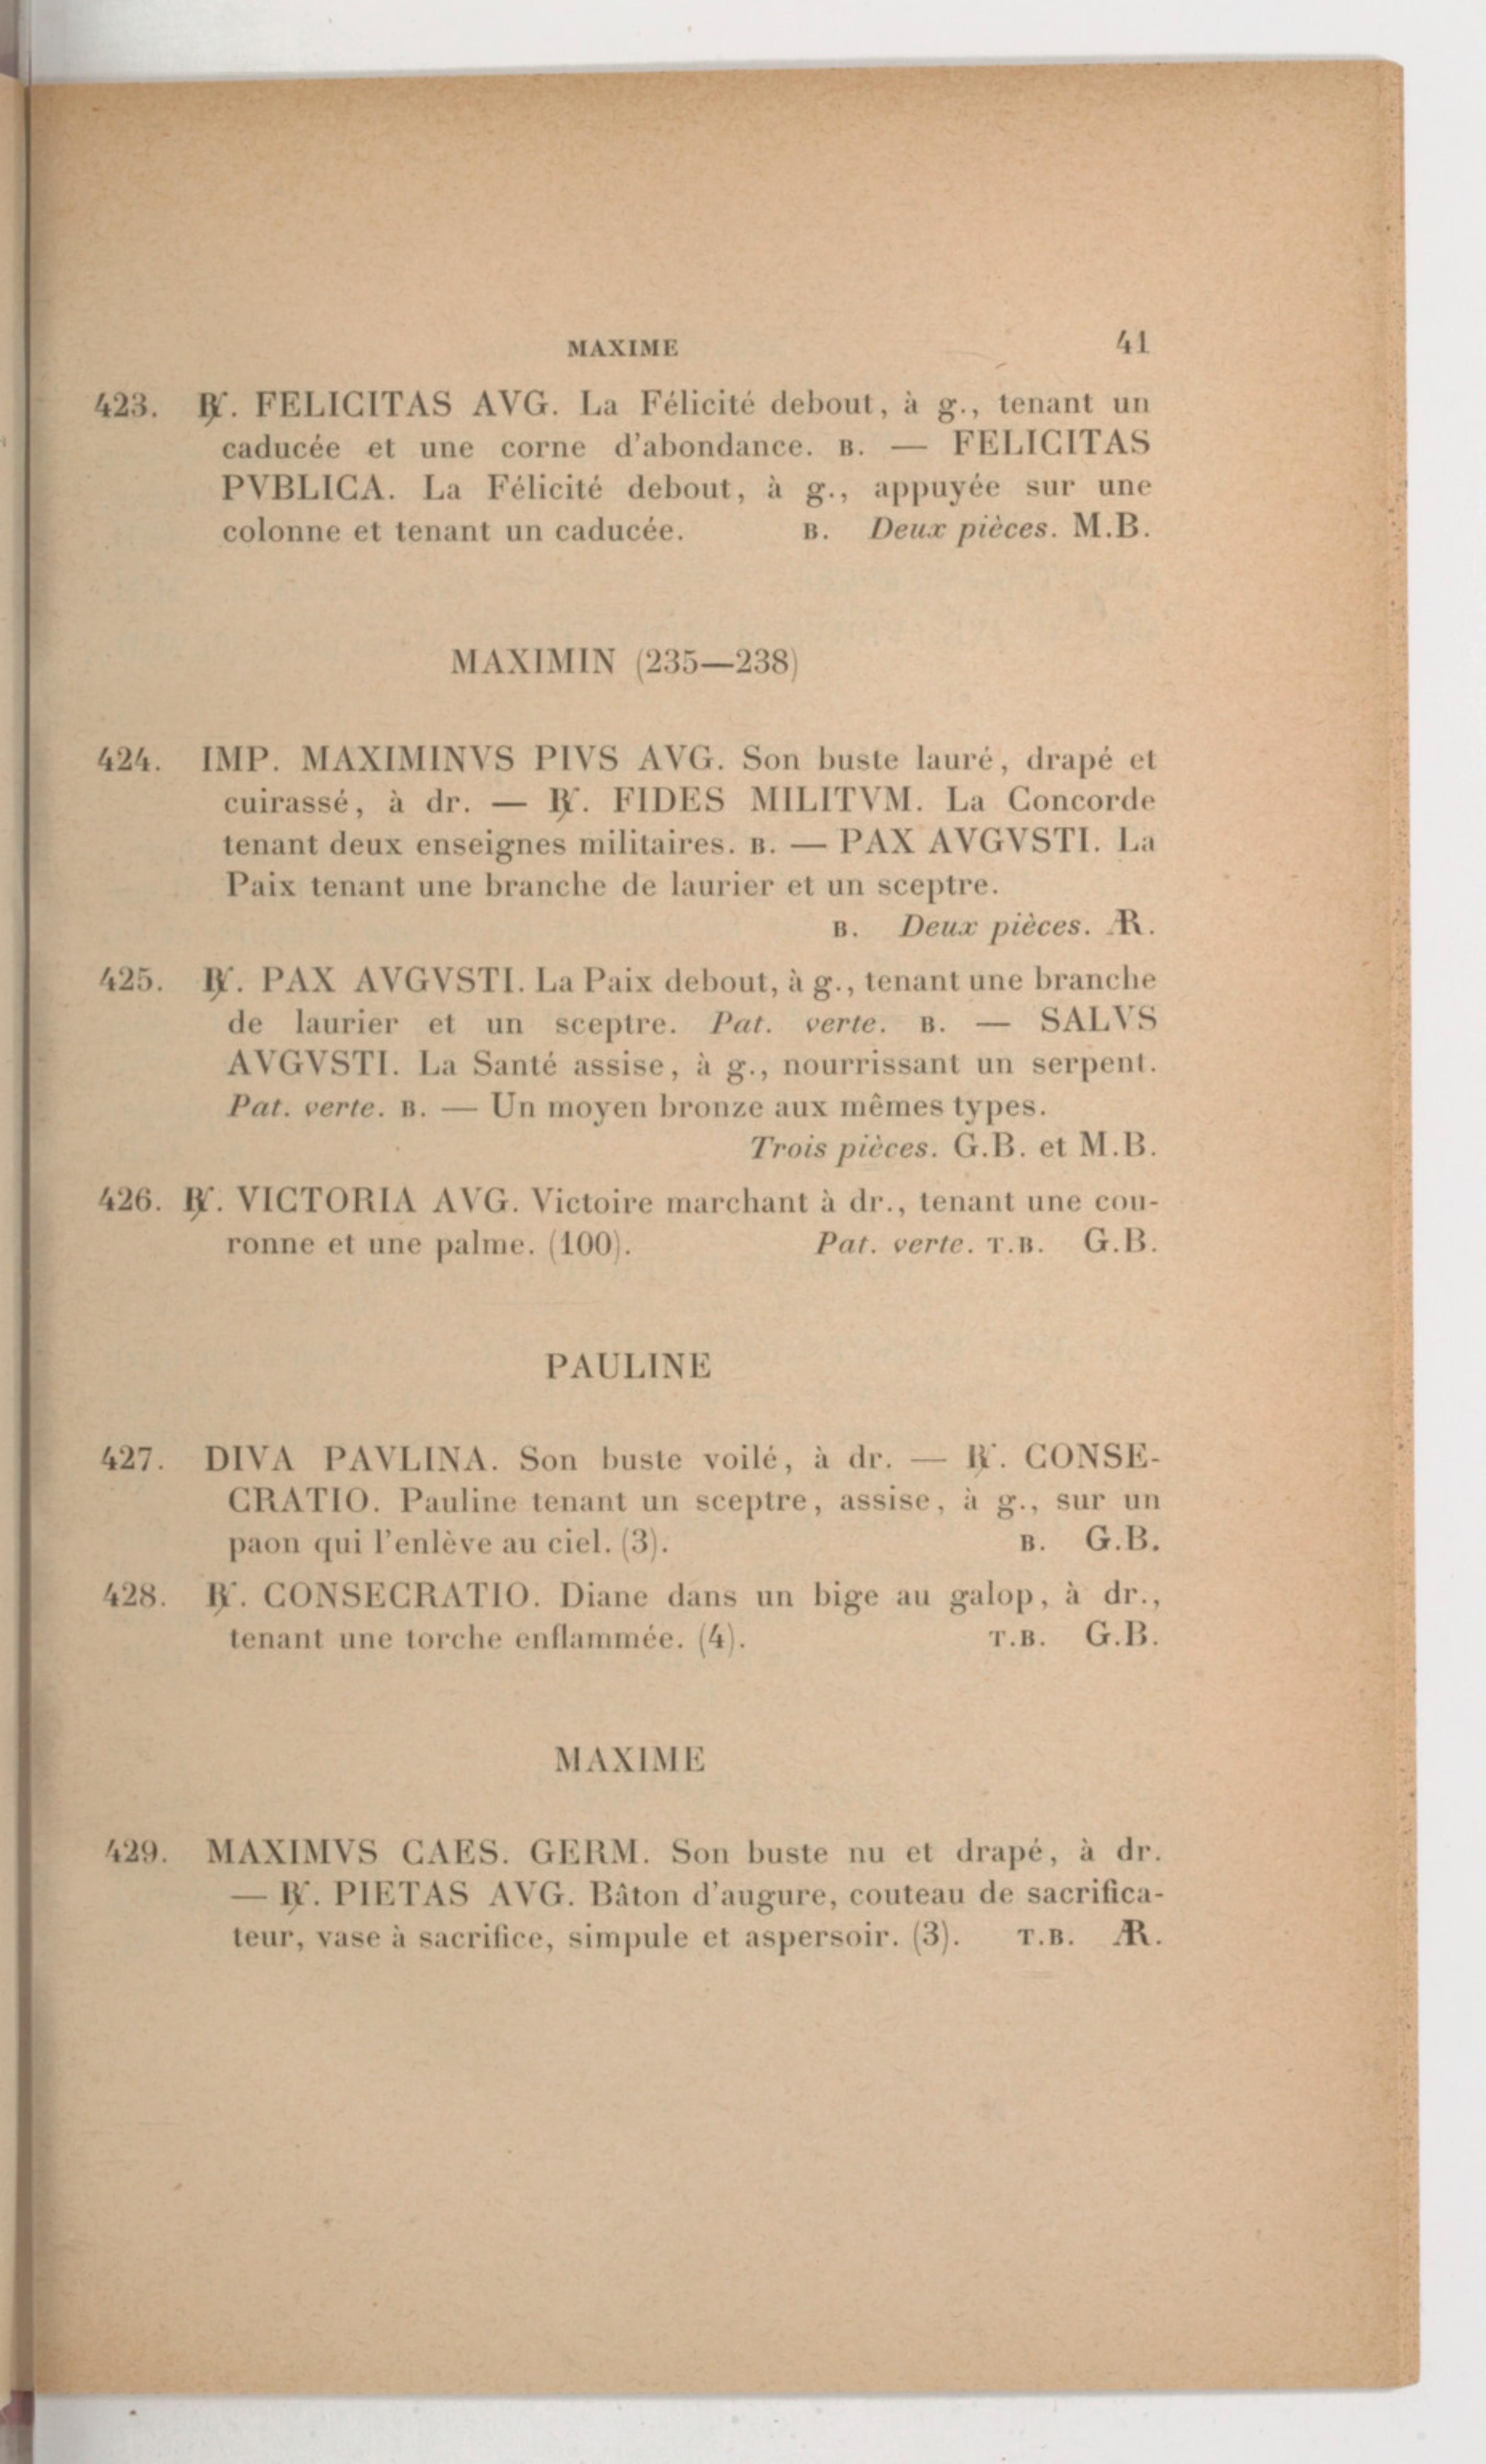 MAXIME 41
423. ꝶ. FELICITAS AVG. La Félicité debout, à g., tenant un
caducée et une corne d'abondance. B. — FELICITAS
PVBLICA. La Félicité debout, à g., appuyée sur une
colonne et tenant un caducée. B. Deux pièces. M.B.
MAXIMIN (235—238)
424. IMP. MAXIMINVS PIVS AVG. Son buste lauré, drapé et
cuirassé, à dr. — ꝶ. FIDES MILITVM. La Concorde
tenant deux enseignes militaires. B. — PAX AVGVSTI. La
Paix tenant une branche de laurier et un sceptre.
B. Deux pièces. Æ.R.
425. ꝶ. PAX AVGVSTI. La Paix debout, à g., tenant une branche
de laurier et un sceptre. Pat. verte. B. — SALVS
AVGVSTI. La Santé assise, à g., nourrissant un serpent.
Pat. verte. B. — Un moyen bronze aux mêmes types.
Trois pièces. G.B. et M.B.
426. ꝶ. VICTORIA AVG. Victoire marchant à dr., tenant une cou-
ronne et une palme. (100). Pat. verte. T.B. G.B.
PAULINE
427. DIVA PAVLINA. Son buste voilé, à dr. — ꝶ. CONSE-
CRATIO. Pauline tenant un sceptre, assise, à g., sur un
paon qui l'enlève au ciel. (3). B. G.B.
428. ꝶ. CONSECRATIO. Diane dans un bige au galop, à dr.,
tenant une torche enflammée. (4). T.B. G.B.
MAXIME
429. MAXIMVS CAES. GERM. Son buste nu et drapé, à dr.
— ꝶ. PIETAS AVG. Bâton d'augure, couteau de sacrifica-
teur, vase à sacrifice, simpule et aspersoir. (3). T.B. AR.